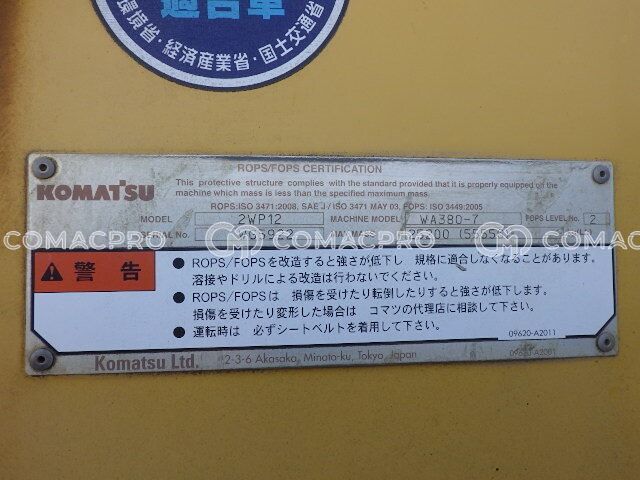 適合車
環境省・経済産業省・国土交通省
ROPS/FOPS CERTIFICATION
KOMATSU
This protective structure complies with the standard provided that it is properly equipped on the
machine which mass is less than the specified maximum mass.
ROPS:ISO 3471:2008, SAE J / ISO 3471 MAY 03, FOPS: ISO 3449:2005
MODEL 2WP12 MACHINE MODEL WA380-7 FOPS LEVEL No. 2
SERIAL No. MAX MASS
COMACPRO COMACPRO COMACPRO
警告
● ROPS/FOPSを改造すると強さが低下し 規格に適合しなくなることがあります。
溶接やドリルによる改造は行わないでください。
● ROPS/FOPSは 損傷を受けたり転倒したりすると強さが低下します。
損傷を受けたり変形した場合は コマツの代理店に相談して下さい。
● 運転時は 必ずシートベルトを着用して下さい。
09620-A2011
Komatsu Ltd. 2-3-6 Akasaka, Minato-ku, Tokyo, Japan
09620-A2001